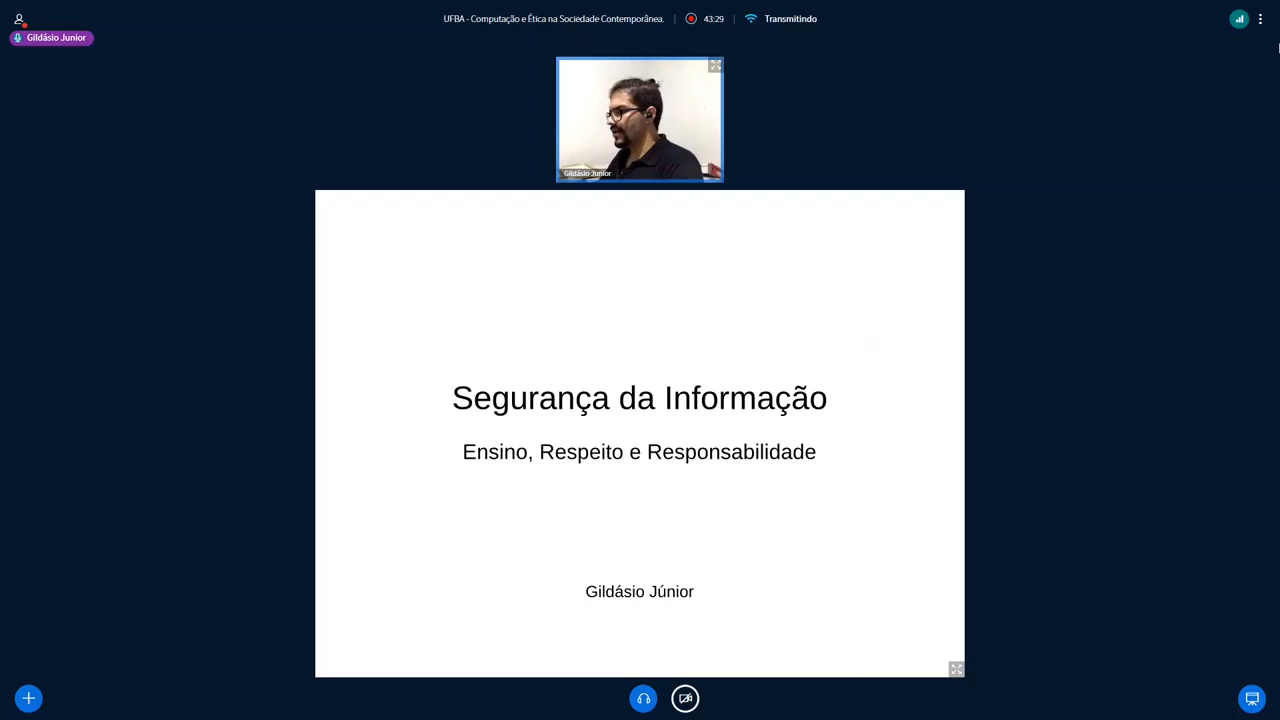 UFBA - Computação e Ética na Sociedade Contemporânea.
43:29
Transmitindo
Gildásio Junior
Gildásio Junior
Segurança da Informação
Ensino, Respeito e Responsabilidade
Gildásio Júnior